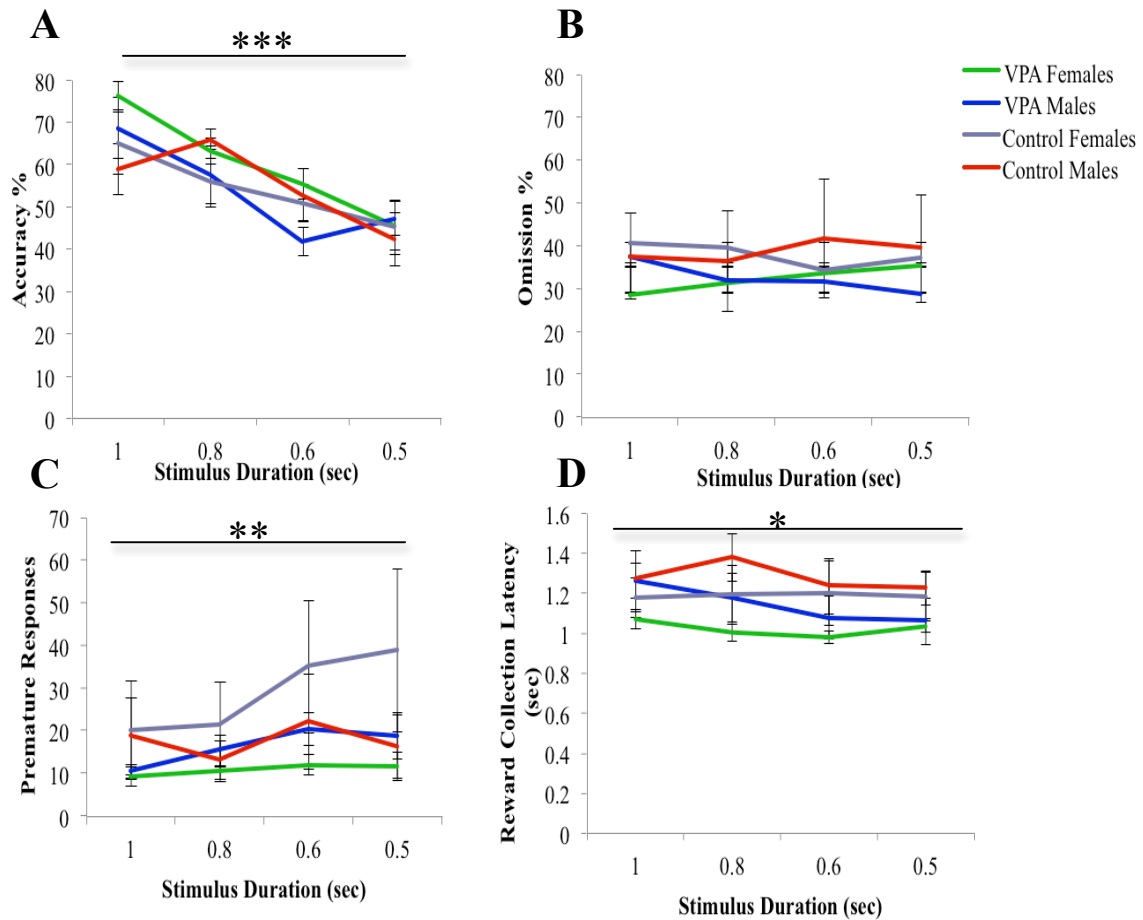 A
***
Accuracy %
80
70
60
50
40
30
20
10
0
1 0.8 0.6 0.5
Stimulus Duration (sec)
B
Omission %
80
70
60
50
40
30
20
10
0
1 0.8 0.6 0.5
Stimulus Duration (sec)
VPA Females
VPA Males
Control Females
Control Males
C
**
Premature Responses
70
60
50
40
30
20
10
0
1 0.8 0.6 0.5
Stimulus Duration (sec)
D
*
Reward Collection Latency
(sec)
1.6
1.4
1.2
1
0.8
0.6
0.4
0.2
0
1 0.8 0.6 0.5
Stimulus Duration (sec)